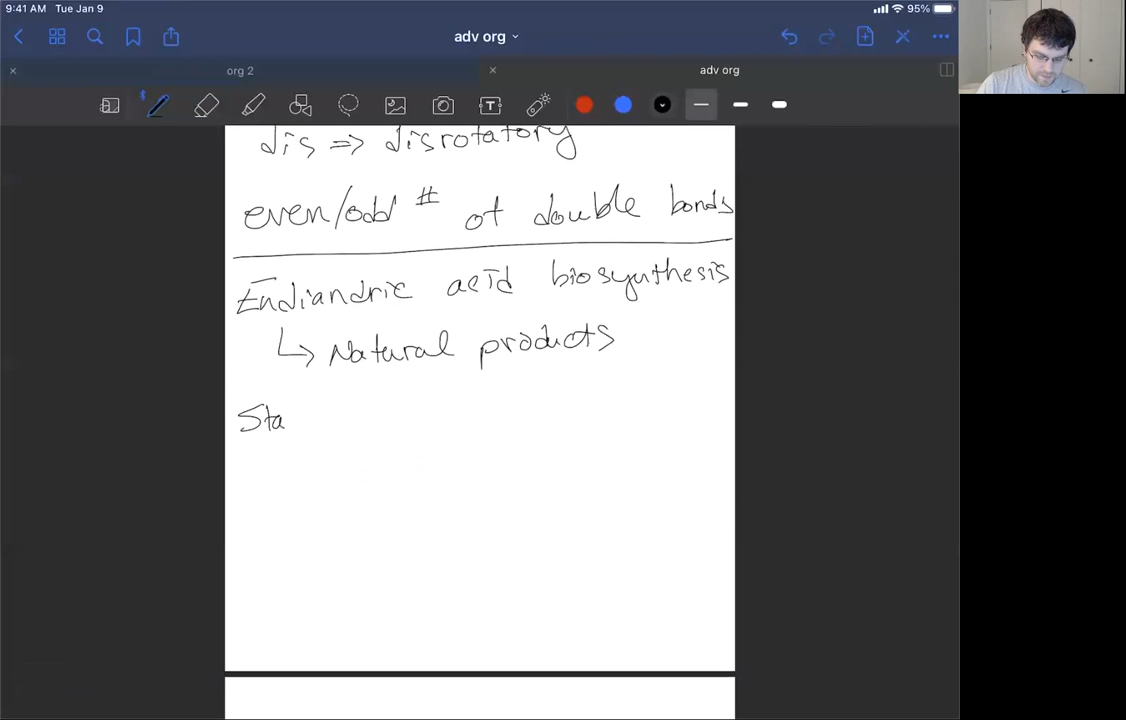 9:41 AM Tue Jan 9 95%
adv org
org 2 adv org
dis => disrotatory
even/odd # of double bonds
Endiandric acid biosynthesis
↳ Natural products
Sta